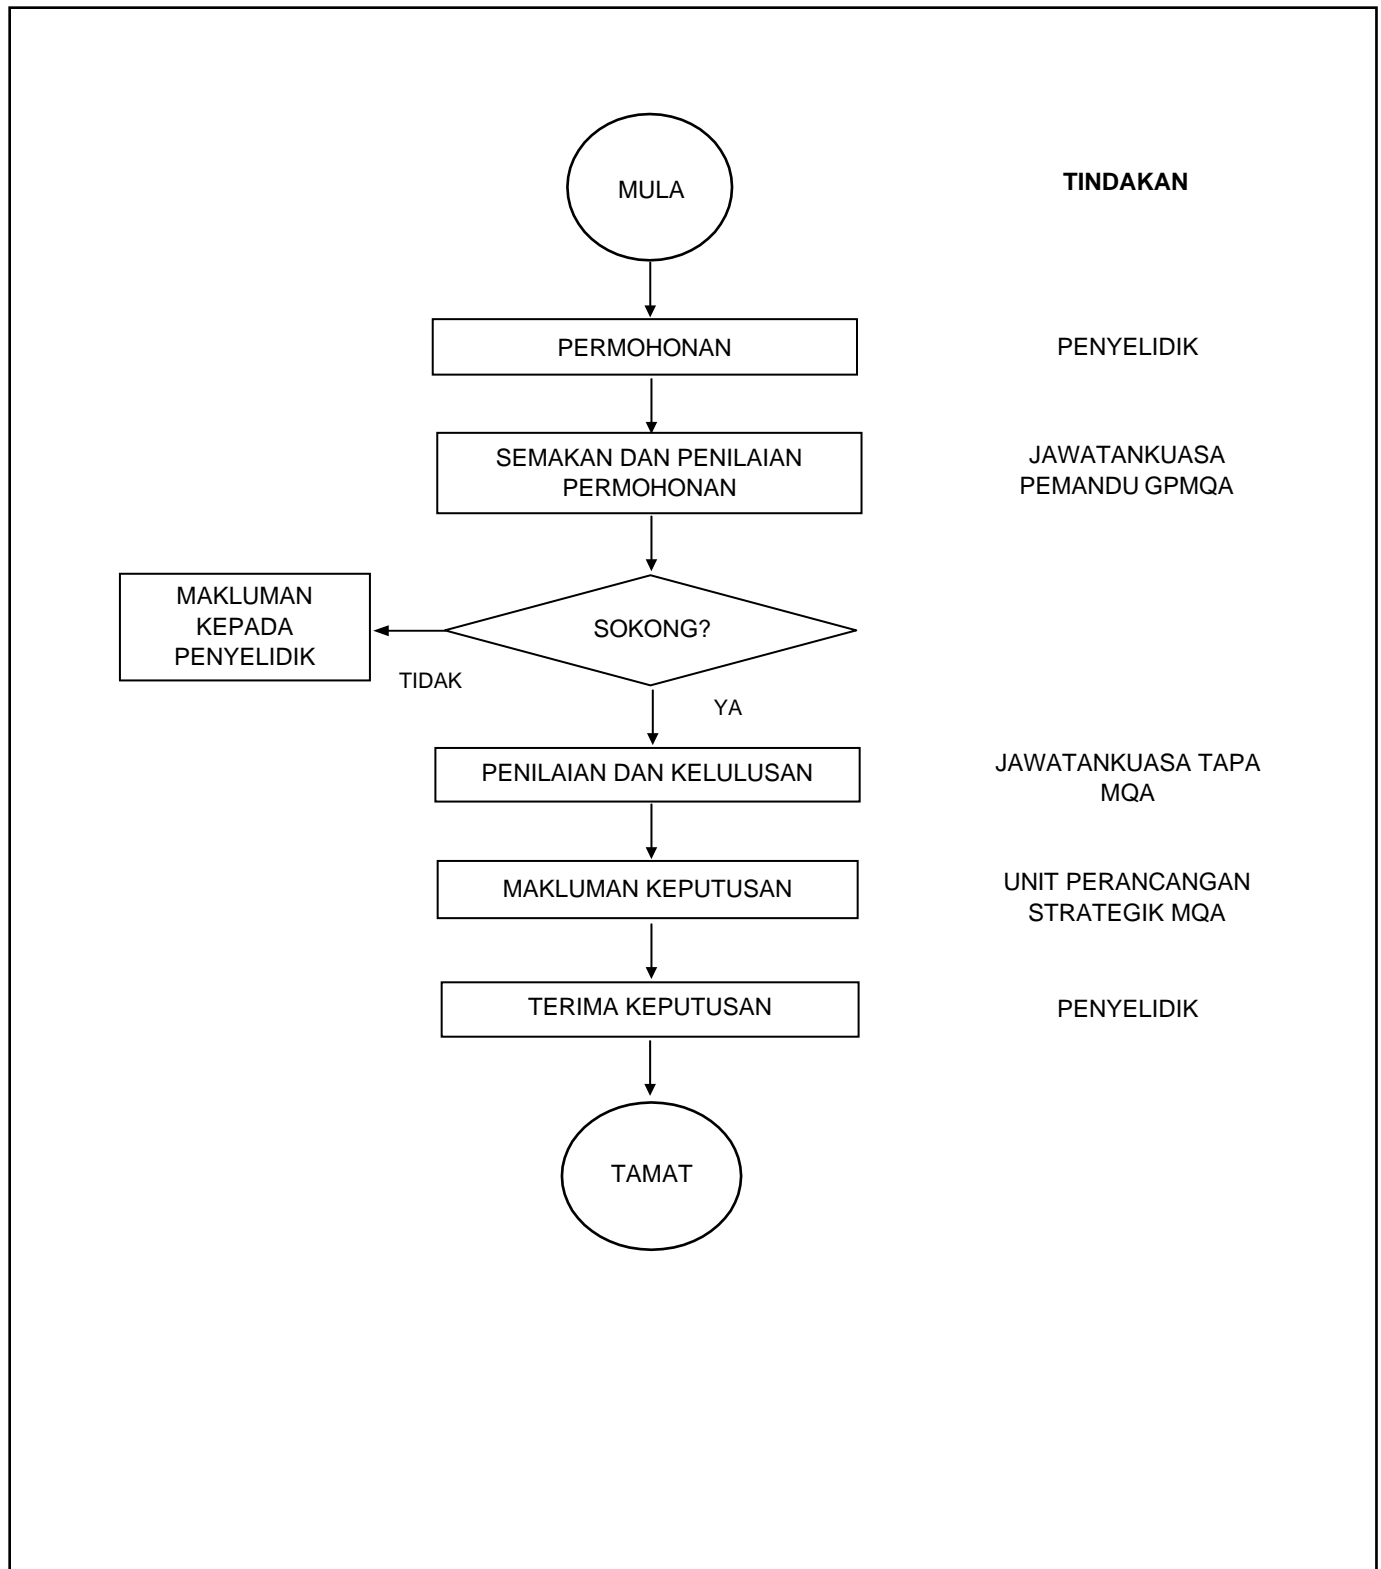 MULA
TINDAKAN
PERMOHONAN
PENYELIDIK
SEMAKAN DAN PENILAIAN
PERMOHONAN
JAWATANKUASA
PEMANDU GPMQA
MAKLUMAN
KEPADA
PENYELIDIK
SOKONG?
TIDAK
YA
PENILAIAN DAN KELULUSAN
JAWATANKUASA TAPA
MQA
MAKLUMAN KEPUTUSAN
UNIT PERANCANGAN
STRATEGIK MQA
TERIMA KEPUTUSAN
PENYELIDIK
TAMAT